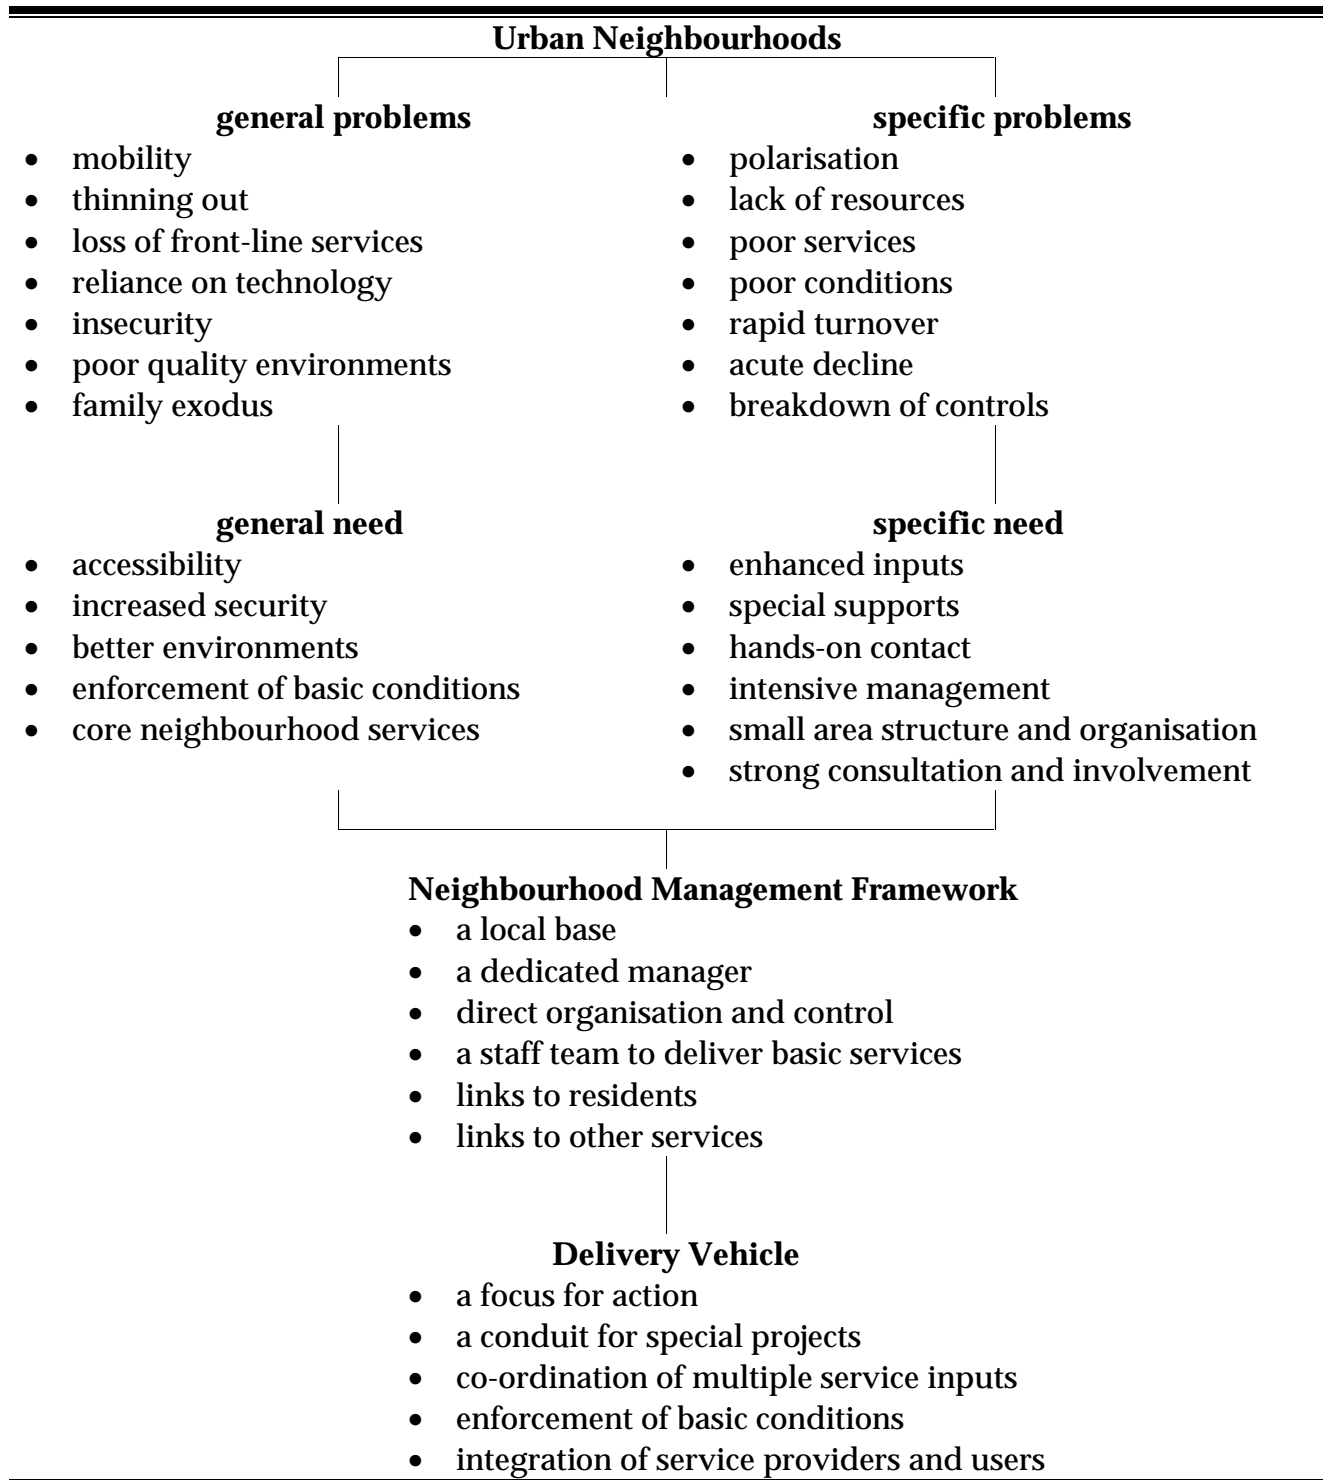 Urban Neighbourhoods
general problems
• mobility
• thinning out
• loss of front-line services
• reliance on technology
• insecurity
• poor quality environments
• family exodus
specific problems
• polarisation
• lack of resources
• poor services
• poor conditions
• rapid turnover
• acute decline
• breakdown of controls
general need
• accessibility
• increased security
• better environments
• enforcement of basic conditions
• core neighbourhood services
specific need
• enhanced inputs
• special supports
• hands-on contact
• intensive management
• small area structure and organisation
• strong consultation and involvement
Neighbourhood Management Framework
• a local base
• a dedicated manager
• direct organisation and control
• a staff team to deliver basic services
• links to residents
• links to other services
Delivery Vehicle
• a focus for action
• a conduit for special projects
• co-ordination of multiple service inputs
• enforcement of basic conditions
• integration of service providers and users